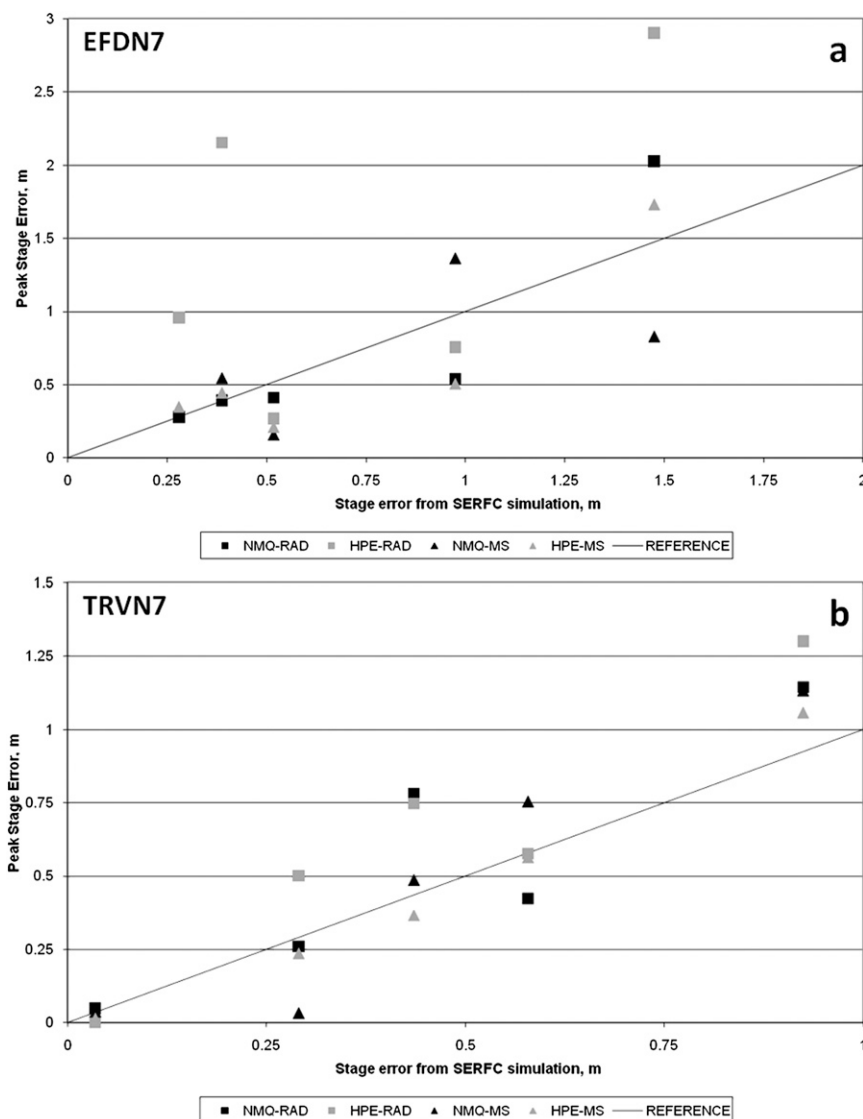 EFDN7
a
Peak Stage Error, m
3
2.5
2
1.5
1
0.5
0
0 0.25 0.5 0.75 1 1.25 1.5 1.75 2
Stage error from SERFC simulation, m
NMQ-RAD HPE-RAD NMQ-MS HPE-MS REFERENCE
TRVN7
b
Peak Stage Error, m
1.5
1.25
1
0.75
0.5
0.25
0
0 0.25 0.5 0.75 1
Stage error from SERFC simulation, m
NMQ-RAD HPE-RAD NMQ-MS HPE-MS REFERENCE